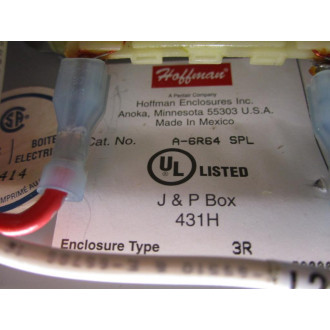 Hoffman
A Pentair Company
Hoffman Enclosures Inc.
Anoka, Minnesota 55303 U.S.A.
Made In Mexico
Cat. No. A-6R64 SPL
UL LISTED
J & P Box
431H
Enclosure Type 3R
SA
BOITE
ELECTRI
414